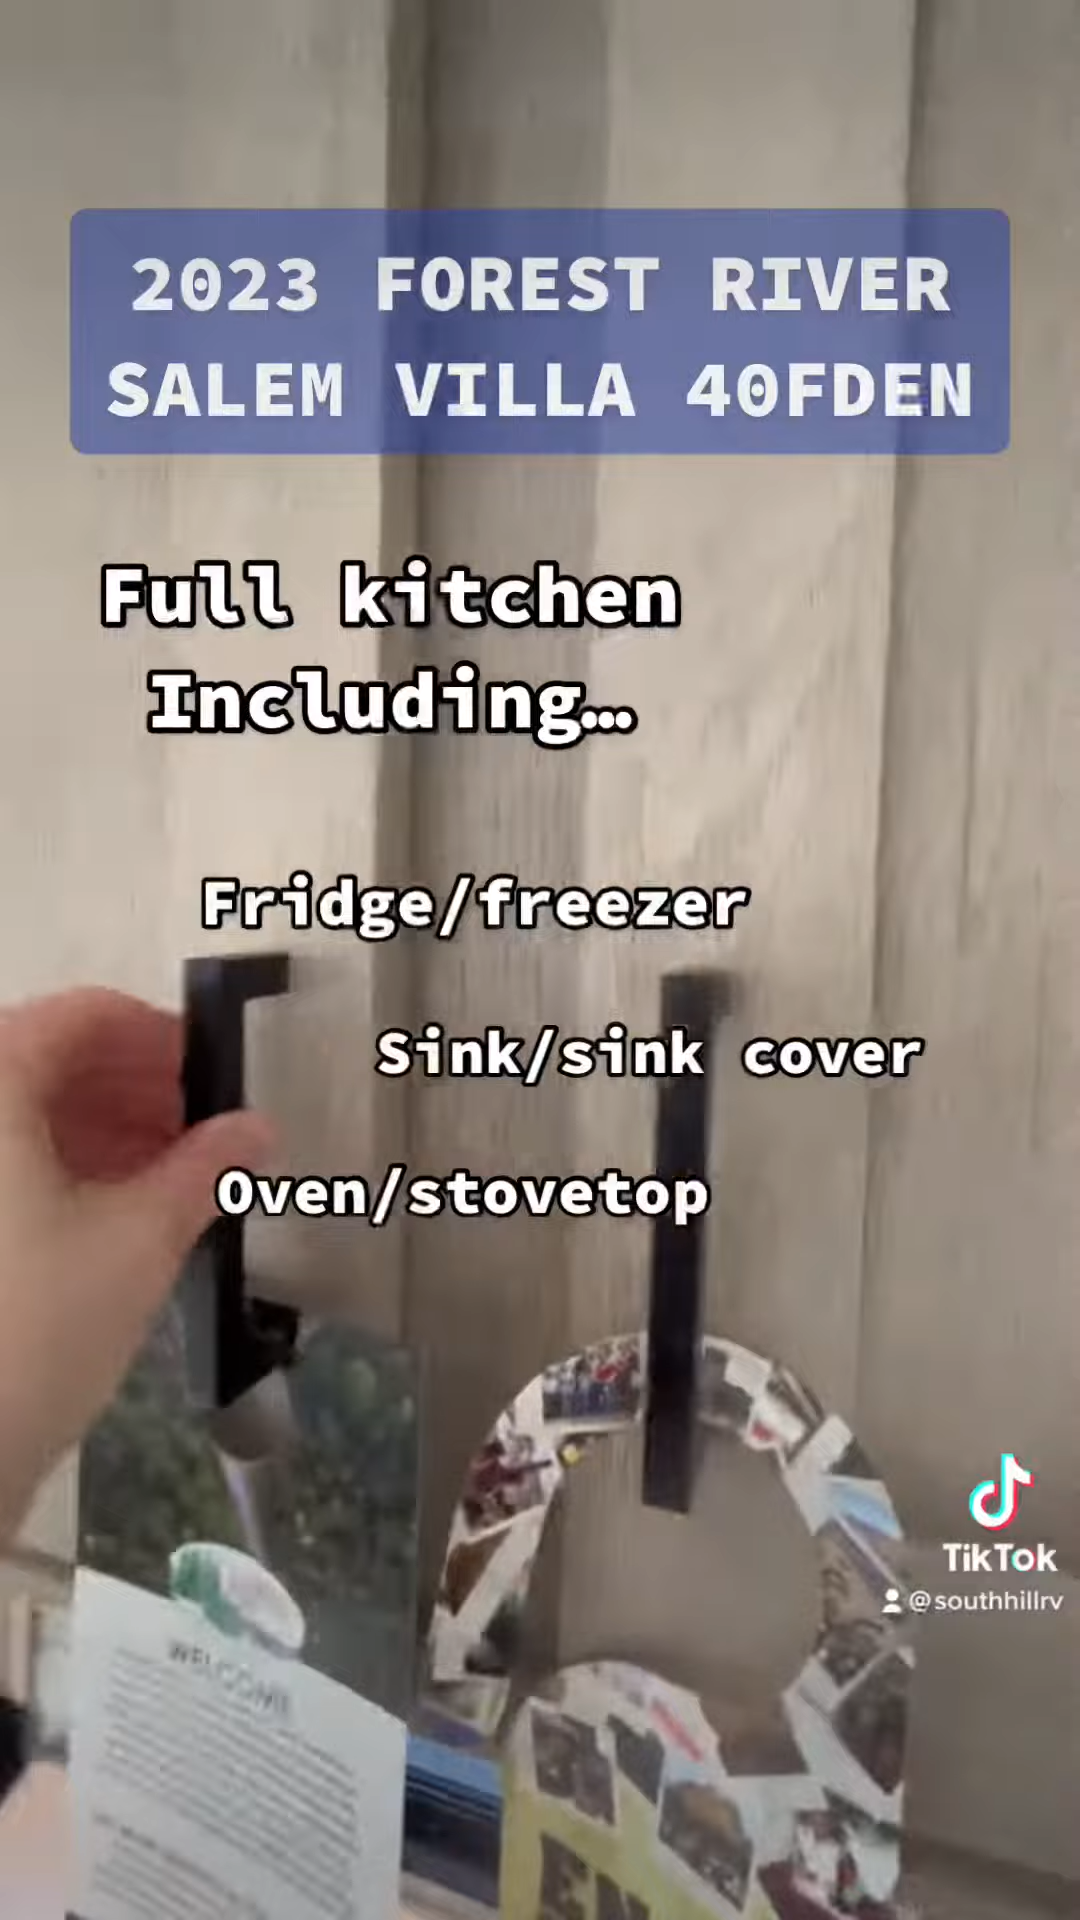 2023 FOREST RIVER
SALEM VILLA 40FDEN
Full kitchen
Including…
Fridge/freezer
Sink/sink cover
Oven/stovetop
TikTok
@southhillrv
WELCOME